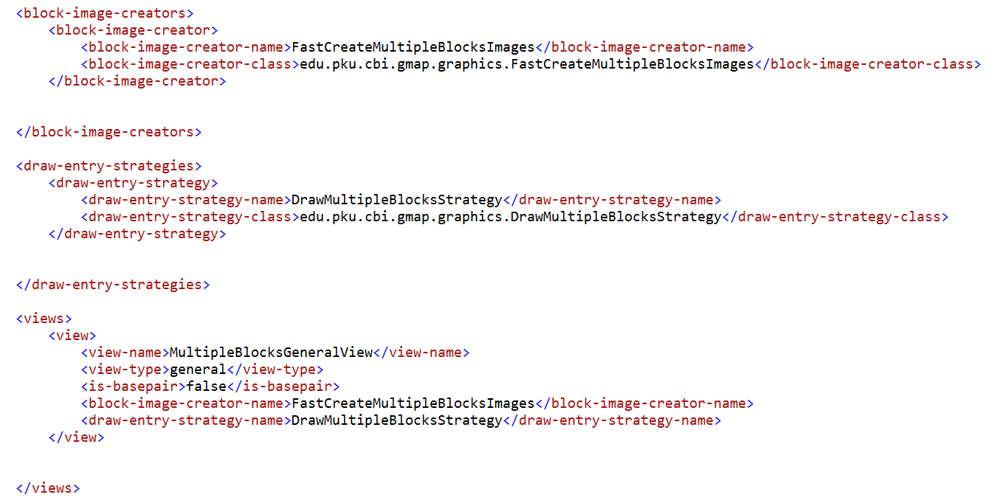 <block-image-creators>
    <block-image-creator>
        <block-image-creator-name>FastCreateMultipleBlocksImages</block-image-creator-name>
        <block-image-creator-class>edu.pku.cbi.gmap.graphics.FastCreateMultipleBlocksImages</block-image-creator-class>
    </block-image-creator>
</block-image-creators>
<draw-entry-strategies>
    <draw-entry-strategy>
        <draw-entry-strategy-name>DrawMultipleBlocksStrategy</draw-entry-strategy-name>
        <draw-entry-strategy-class>edu.pku.cbi.gmap.graphics.DrawMultipleBlocksStrategy</draw-entry-strategy-class>
    </draw-entry-strategy>
</draw-entry-strategies>
<views>
    <view>
        <view-name>MultipleBlocksGeneralView</view-name>
        <view-type>general</view-type>
        <is-basepair>false</is-basepair>
        <block-image-creator-name>FastCreateMultipleBlocksImages</block-image-creator-name>
        <draw-entry-strategy-name>DrawMultipleBlocksStrategy</draw-entry-strategy-name>
    </view>
</views>